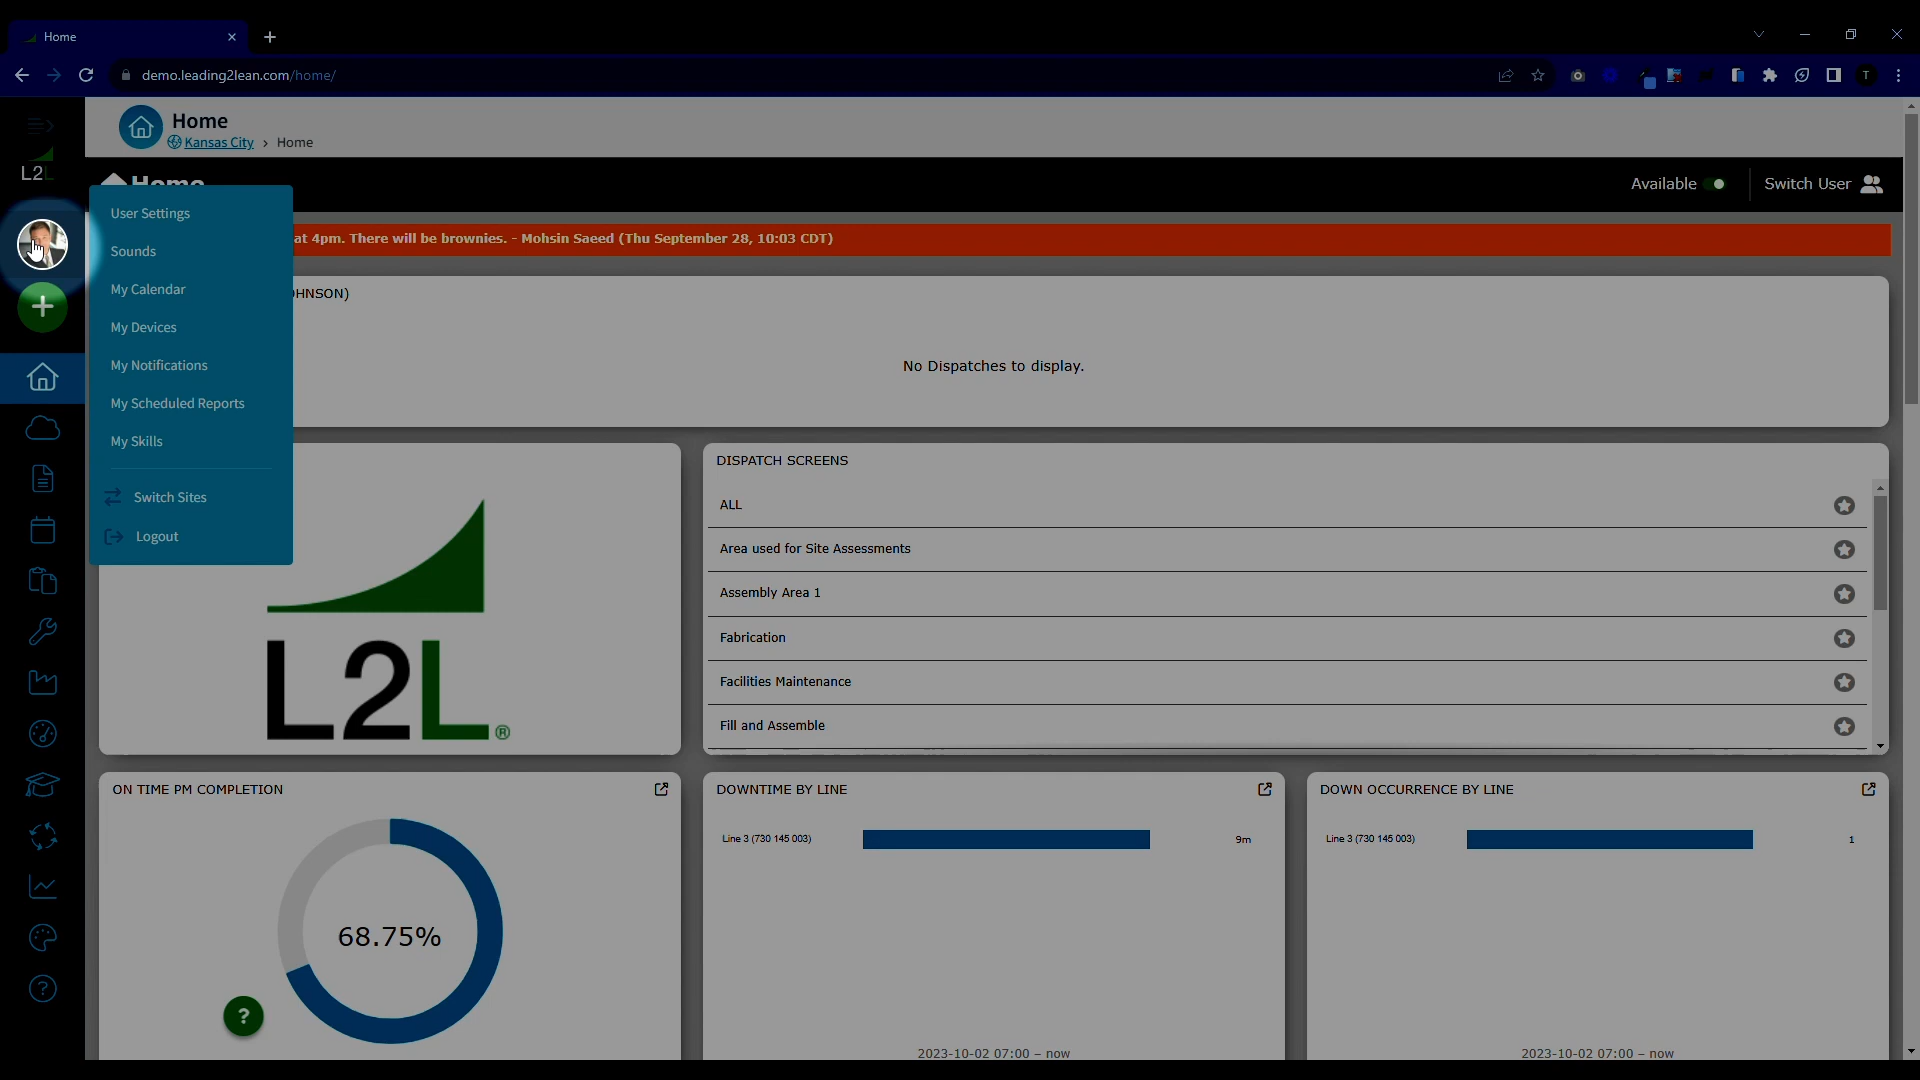 Home
demo.leading2lean.com/home/
T
Home
Kansas City > Home
L2L
Home
Available
Switch User
User Settings
at 4pm. There will be brownies. - Mohsin Saeed (Thu September 28, 10:03 CDT)
Sounds
My Calendar
HNSON)
My Devices
My Notifications
No Dispatches to display.
My Scheduled Reports
My Skills
Switch Sites
Logout
L2L®
DISPATCH SCREENS
ALL
Area used for Site Assessments
Assembly Area 1
Fabrication
Facilities Maintenance
Fill and Assemble
ON TIME PM COMPLETION
68.75%
?
?
DOWNTIME BY LINE
Line 3 (730 145 003)
9m
2023-10-02 07:00 – now
DOWN OCCURRENCE BY LINE
Line 3 (730 145 003)
1
2023-10-02 07:00 – now